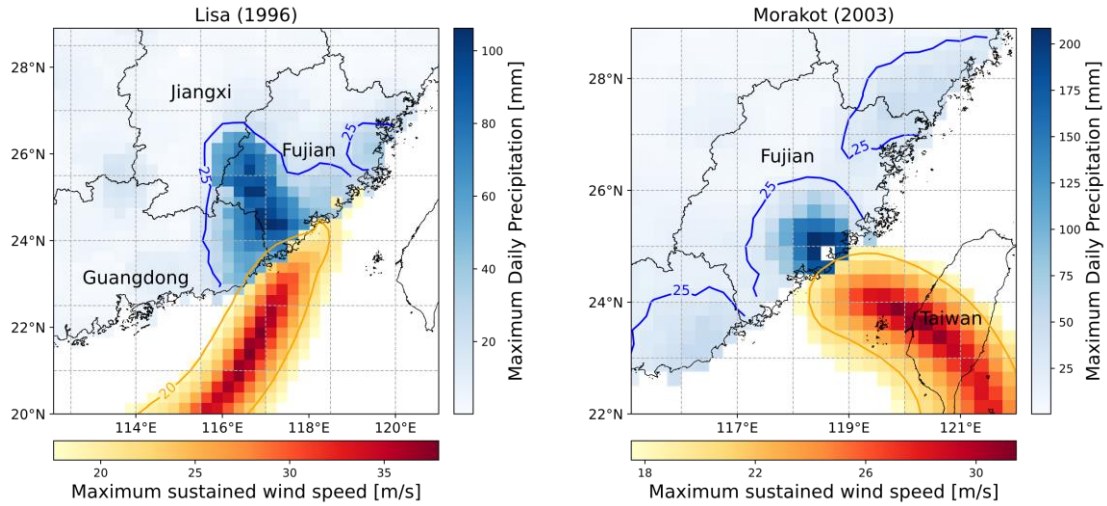 Lisa (1996)
28°N
26°N
24°N
22°N
20°N
Jiangxi
Fujian
Guangdong
25
25
20
114°E
116°E
118°E
120°E
100
80
60
40
20
Maximum Daily Precipitation [mm]
20
25
30
35
Maximum sustained wind speed [m/s]
Morakot (2003)
28°N
26°N
24°N
22°N
Fujian
Taiwan
25
25
25
117°E
119°E
121°E
200
175
150
125
100
75
50
25
Maximum Daily Precipitation [mm]
18
22
26
30
Maximum sustained wind speed [m/s]